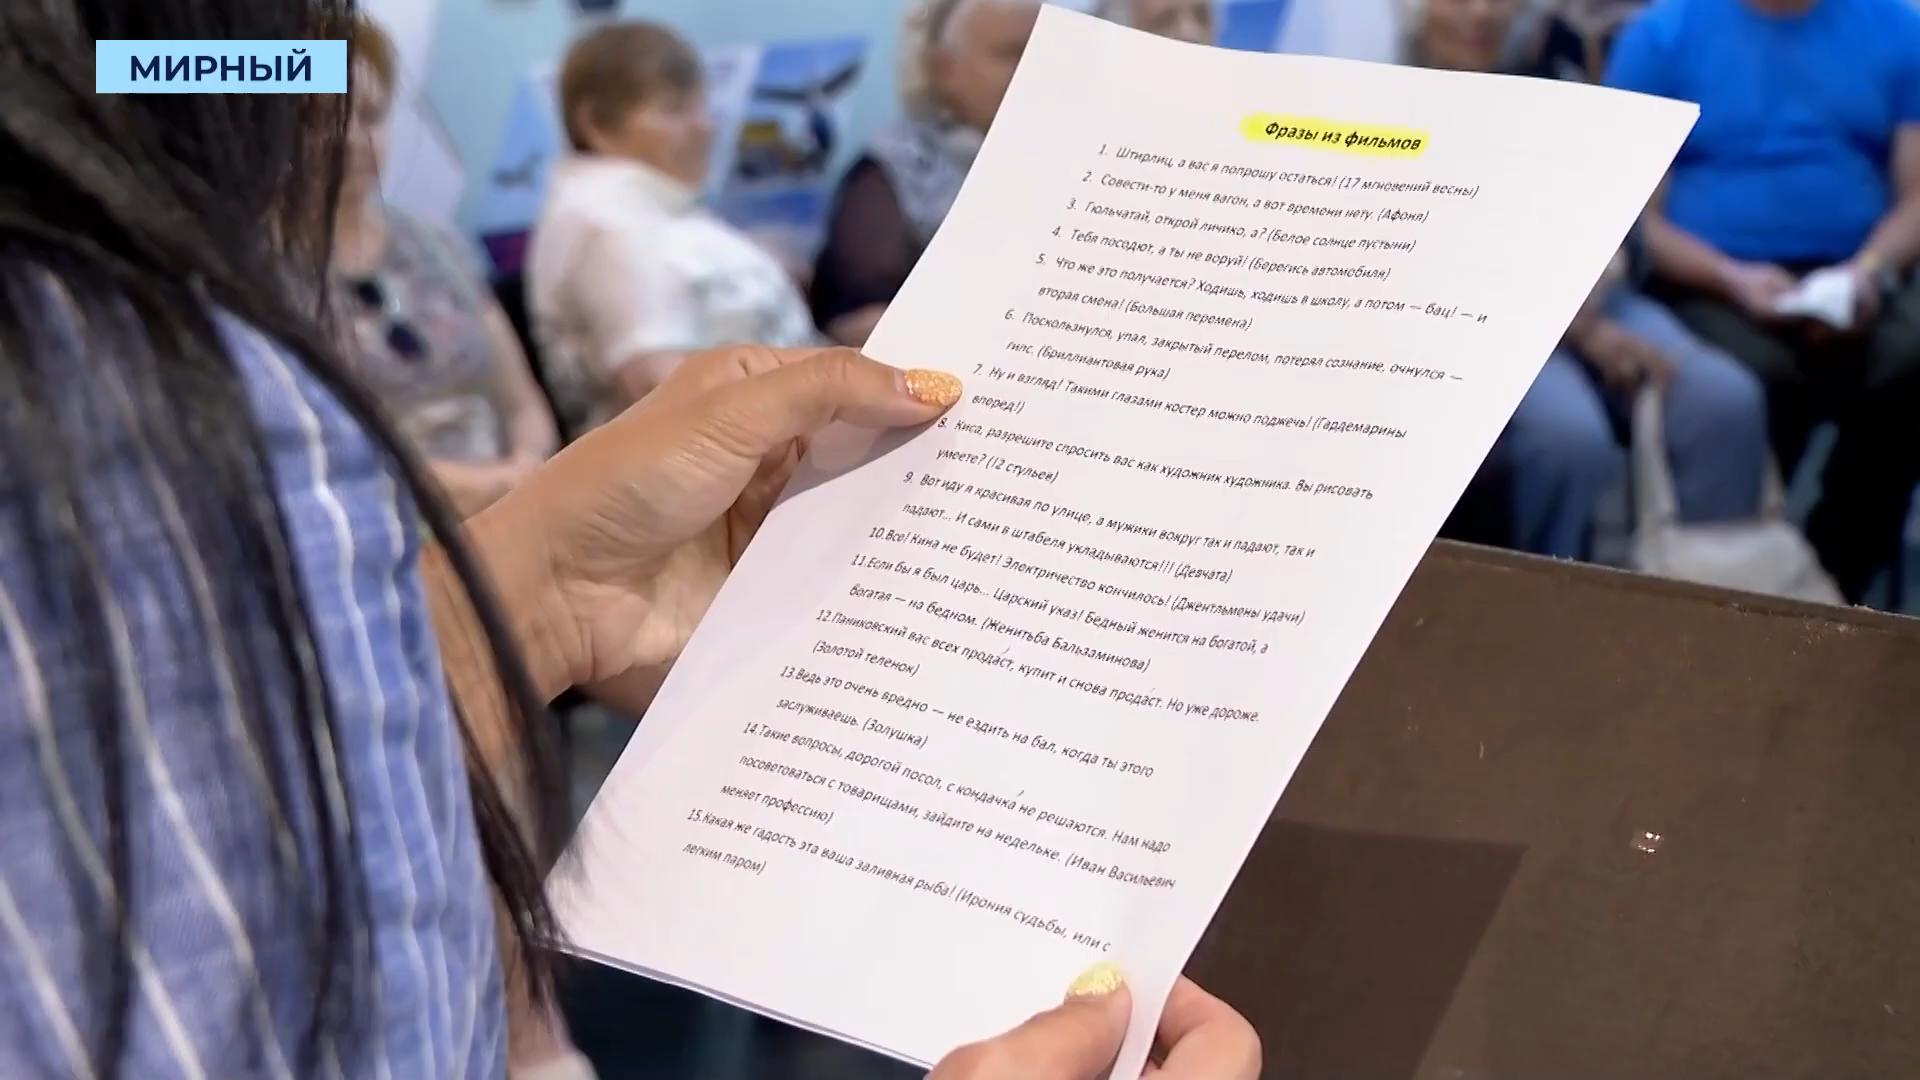 МИРНЫЙ
Фразы из фильмов
1. Штирлиц, а вас я попрошу остаться! (17 мгновений весны)
2. Совести-то у меня вагон, а вот времени нету. (Афоня)
3. Гюльчатай, открой личико, а? (Белое солнце пустыни)
4. Тебя посодют, а ты не воруй! (Берегись автомобиля)
5. Что же это получается? Ходишь, ходишь в школу, а потом — бац! — и
вторая смена! (Большая перемена)
6. Поскользнулся, упал, закрытый перелом, потерял сознание, очнулся —
гипс. (Бриллиантовая рука)
7. Ну и взгляд! Такими глазами костер можно поджечь! (Гардемарины
вперед!)
8. Киса, разрешите спросить вас как художник художника. Вы рисовать
умеете? (12 стульев)
9. Вот иду я красивая по улице, а мужики вокруг так и падают, так и
падают... И сами в штабеля укладываются!!! (Девчата)
10.Все! Кина не будет! Электричество кончилось! (Джентльмены удачи)
11.Если бы я был царь... Царский указ! Бедный женится на богатой, а
богатая — на бедном. (Женитьба Бальзаминова)
12.Паниковский вас всех прода́ст, купит и снова прода́ст. Но уже дороже.
(Золотой теленок)
13.Ведь это очень вредно — не ездить на бал, когда ты этого
заслуживаешь. (Золушка)
14.Такие вопросы, дорогой посол, с кондачка́ не решаются. Нам надо
посоветоваться с товарищами, зайдите на недельке. (Иван Васильевич
меняет профессию)
15.Какая же гадость эта ваша заливная рыба! (Ирония судьбы, или с
легким паром)